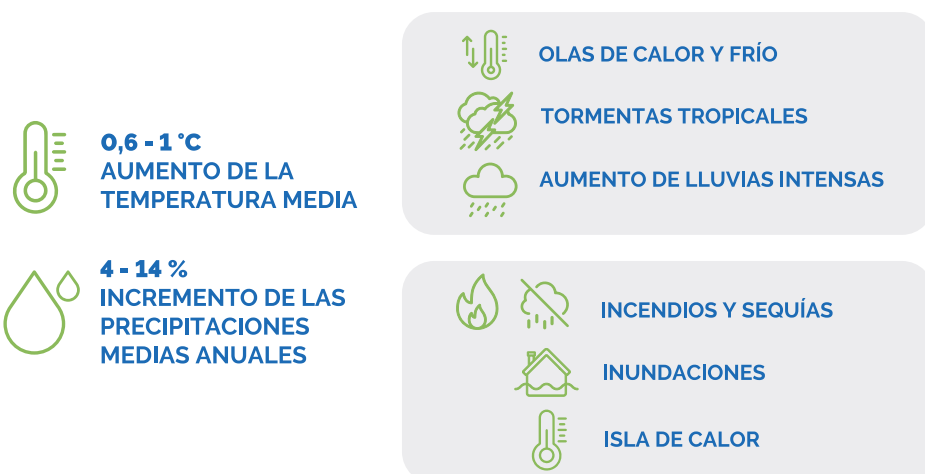 0,6 - 1 °C
AUMENTO DE LA
TEMPERATURA MEDIA
4 - 14 %
INCREMENTO DE LAS
PRECIPITACIONES
MEDIAS ANUALES
OLAS DE CALOR Y FRÍO
TORMENTAS TROPICALES
AUMENTO DE LLUVIAS INTENSAS
INCENDIOS Y SEQUÍAS
INUNDACIONES
ISLA DE CALOR